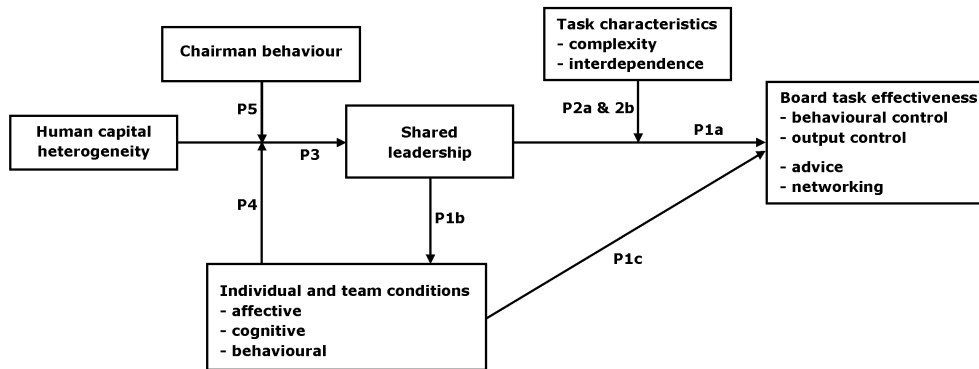 Chairman behaviour
Task characteristics
- complexity
- interdependence
P5
P2a & 2b
Human capital
heterogeneity
P3
Shared
leadership
P1a
Board task effectiveness
- behavioural control
- output control
- advice
- networking
P4
P1b
P1c
Individual and team conditions
- affective
- cognitive
- behavioural